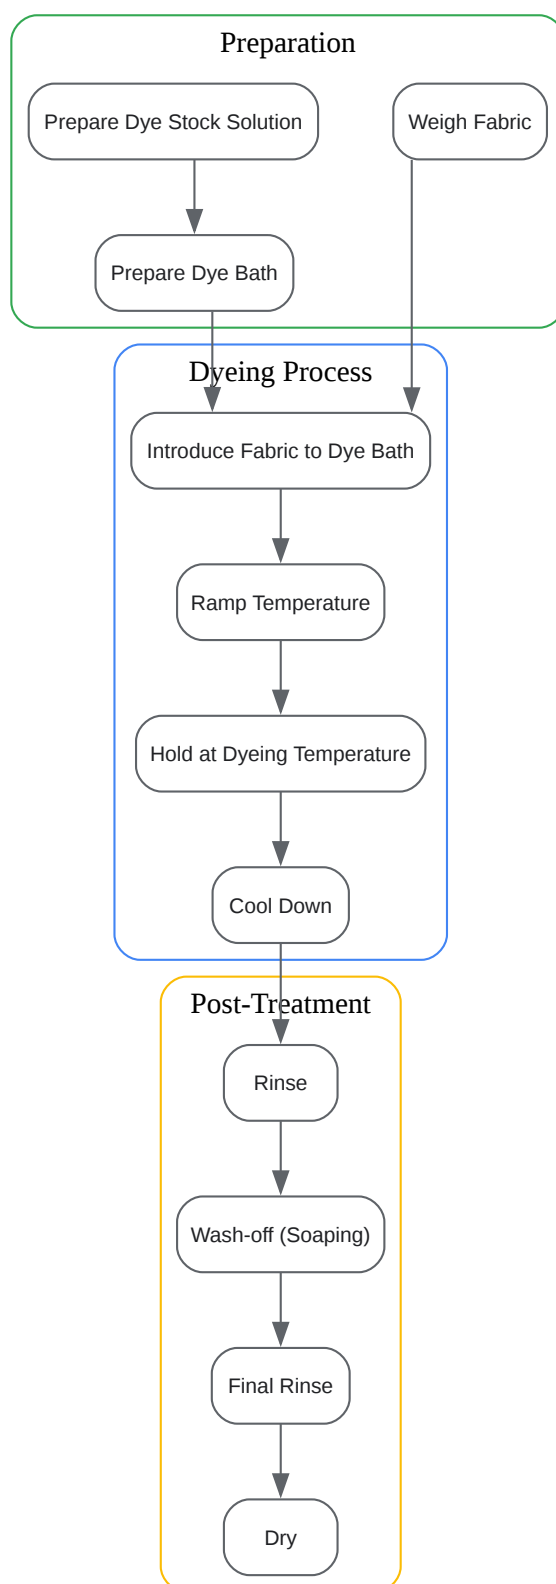 Preparation
Prepare Dye Stock Solution
Weigh Fabric
Prepare Dye Bath
Dyeing Process
Introduce Fabric to Dye Bath
Ramp Temperature
Hold at Dyeing Temperature
Cool Down
Post-Treatment
Rinse
Wash-off (Soaping)
Final Rinse
Dry